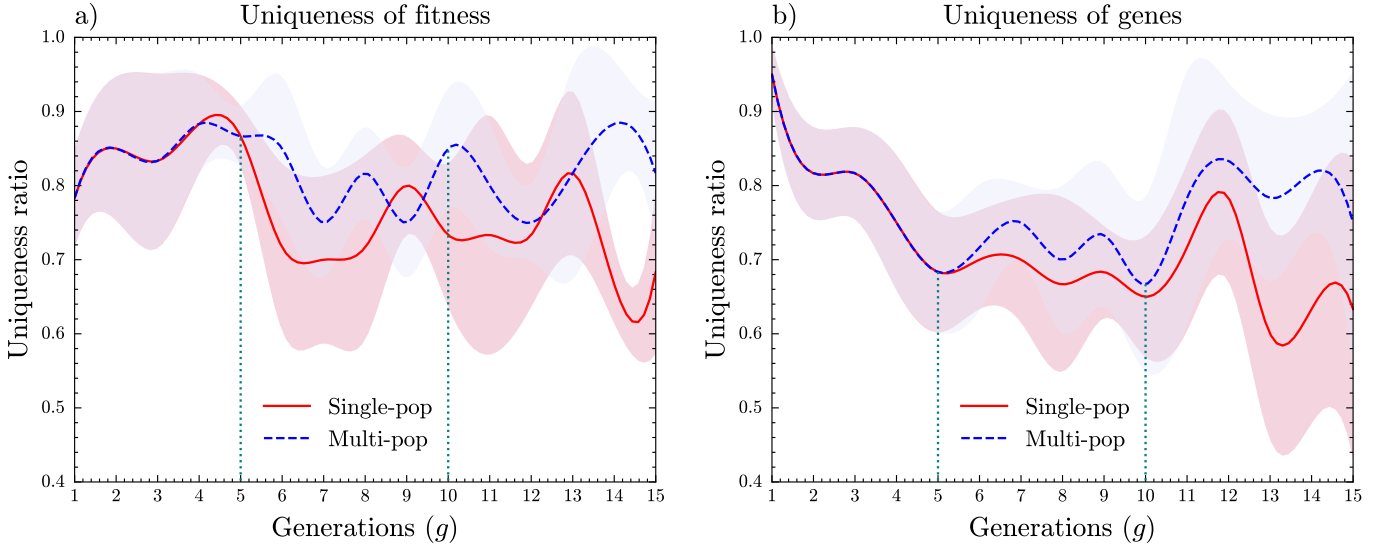 a)
Uniqueness of fitness
1.0
0.9
0.8
0.7
0.6
0.5
0.4
Uniqueness ratio
Single-pop
Multi-pop
1 2 3 4 5 6 7 8 9 10 11 12 13 14 15
Generations (g)
b)
Uniqueness of genes
1.0
0.9
0.8
0.7
0.6
0.5
0.4
Uniqueness ratio
Single-pop
Multi-pop
1 2 3 4 5 6 7 8 9 10 11 12 13 14 15
Generations (g)